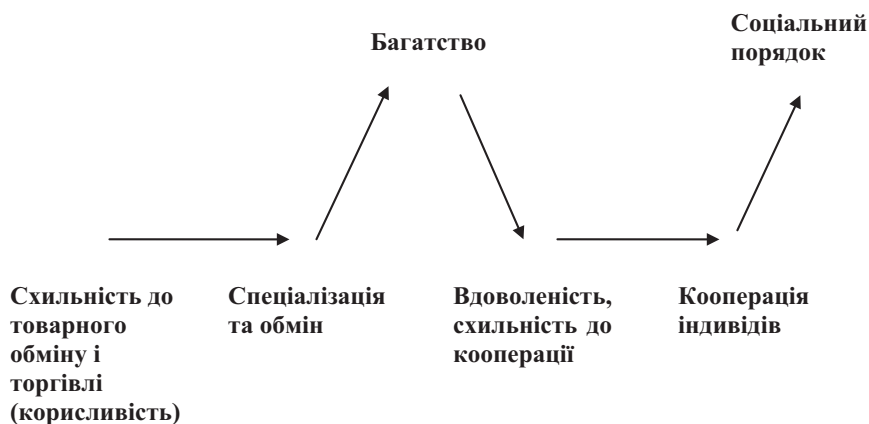 Багатство
Соціальний
порядок
Схильність до
товарного
обміну і
торгівлі
(корисливість)
Спеціалізація
та обмін
Вдоволеність,
схильність до
кооперації
Кооперація
індивідів